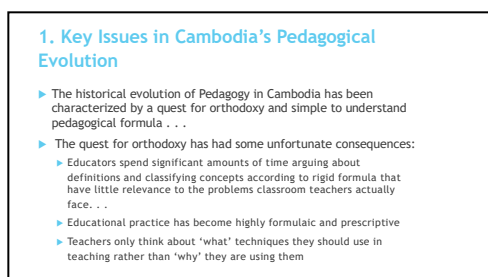 1. Key Issues in Cambodia's Pedagogical
Evolution
The historical evolution of Pedagogy in Cambodia has been
characterized by a quest for orthodoxy and simple to understand
pedagogical formula . . .
The quest for orthodoxy has had some unfortunate consequences:
Educators spend significant amounts of time arguing about
definitions and classifying concepts according to rigid formula that
have little relevance to the problems classroom teachers actually
face. . .
Educational practice has become highly formulaic and prescriptive
Teachers only think about ‘what’ techniques they should use in
teaching rather than ‘why’ they are using them